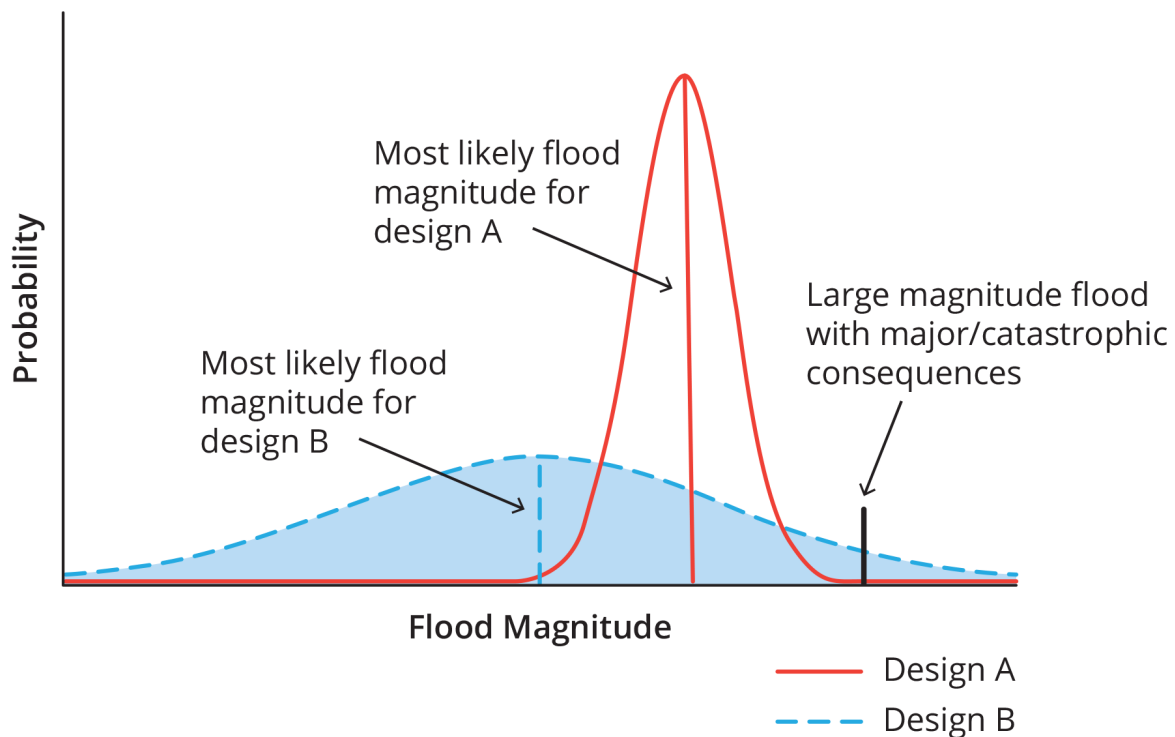 Most likely flood
magnitude for
design A
Large magnitude flood
with major/catastrophic
consequences
Most likely flood
magnitude for
design B
Probability
Flood Magnitude
Design A
Design B